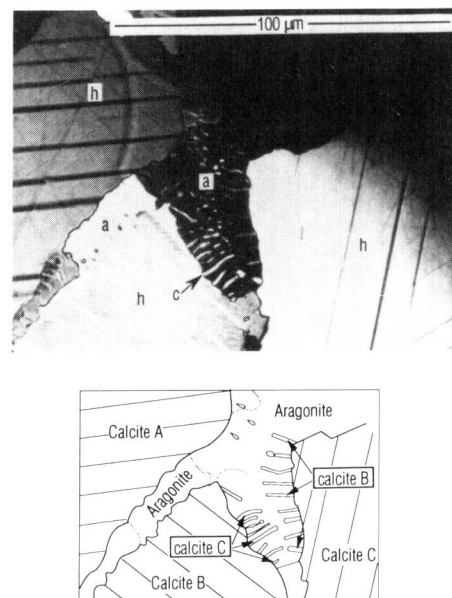 100 µm
h
a
a
h
h
c
Aragonite
Calcite A
Aragonite
calcite B
calcite C
Calcite C
Calcite B